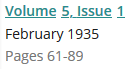 Volume 5, Issue 1
February 1935
Pages 61-89